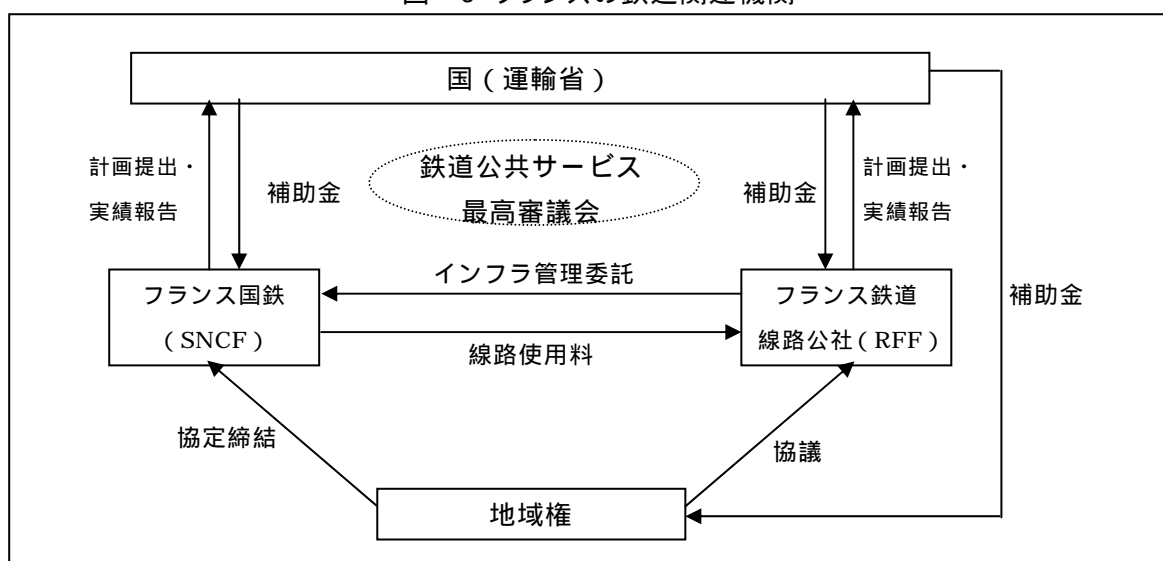 国（運輸省）
計画提出・
実績報告
補助金
鉄道公共サービス
最高審議会
補助金
計画提出・
実績報告
フランス国鉄
（SNCF）
インフラ管理委託
線路使用料
フランス鉄道
線路公社（RFF）
補助金
協定締結
協議
地域権